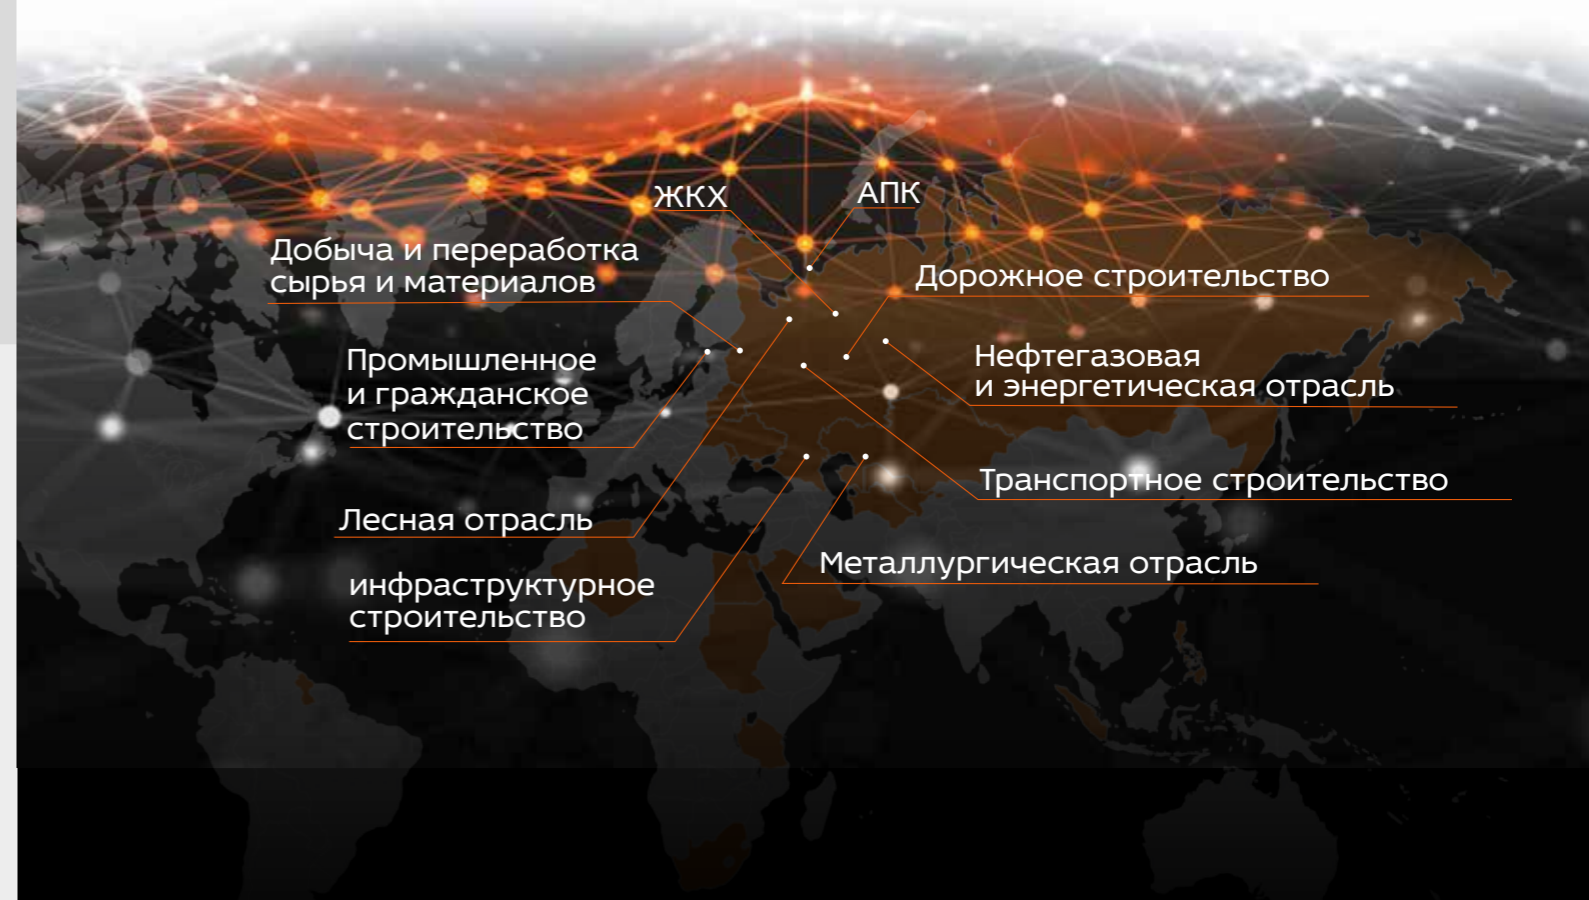 ЖКХ
АПК
Добыча и переработка
сырья и материалов
Дорожное строительство
Промышленное
и гражданское
строительство
Нефтегазовая
и энергетическая отрасль
Транспортное строительство
Лесная отрасль
Металлургическая отрасль
инфраструктурное
строительство